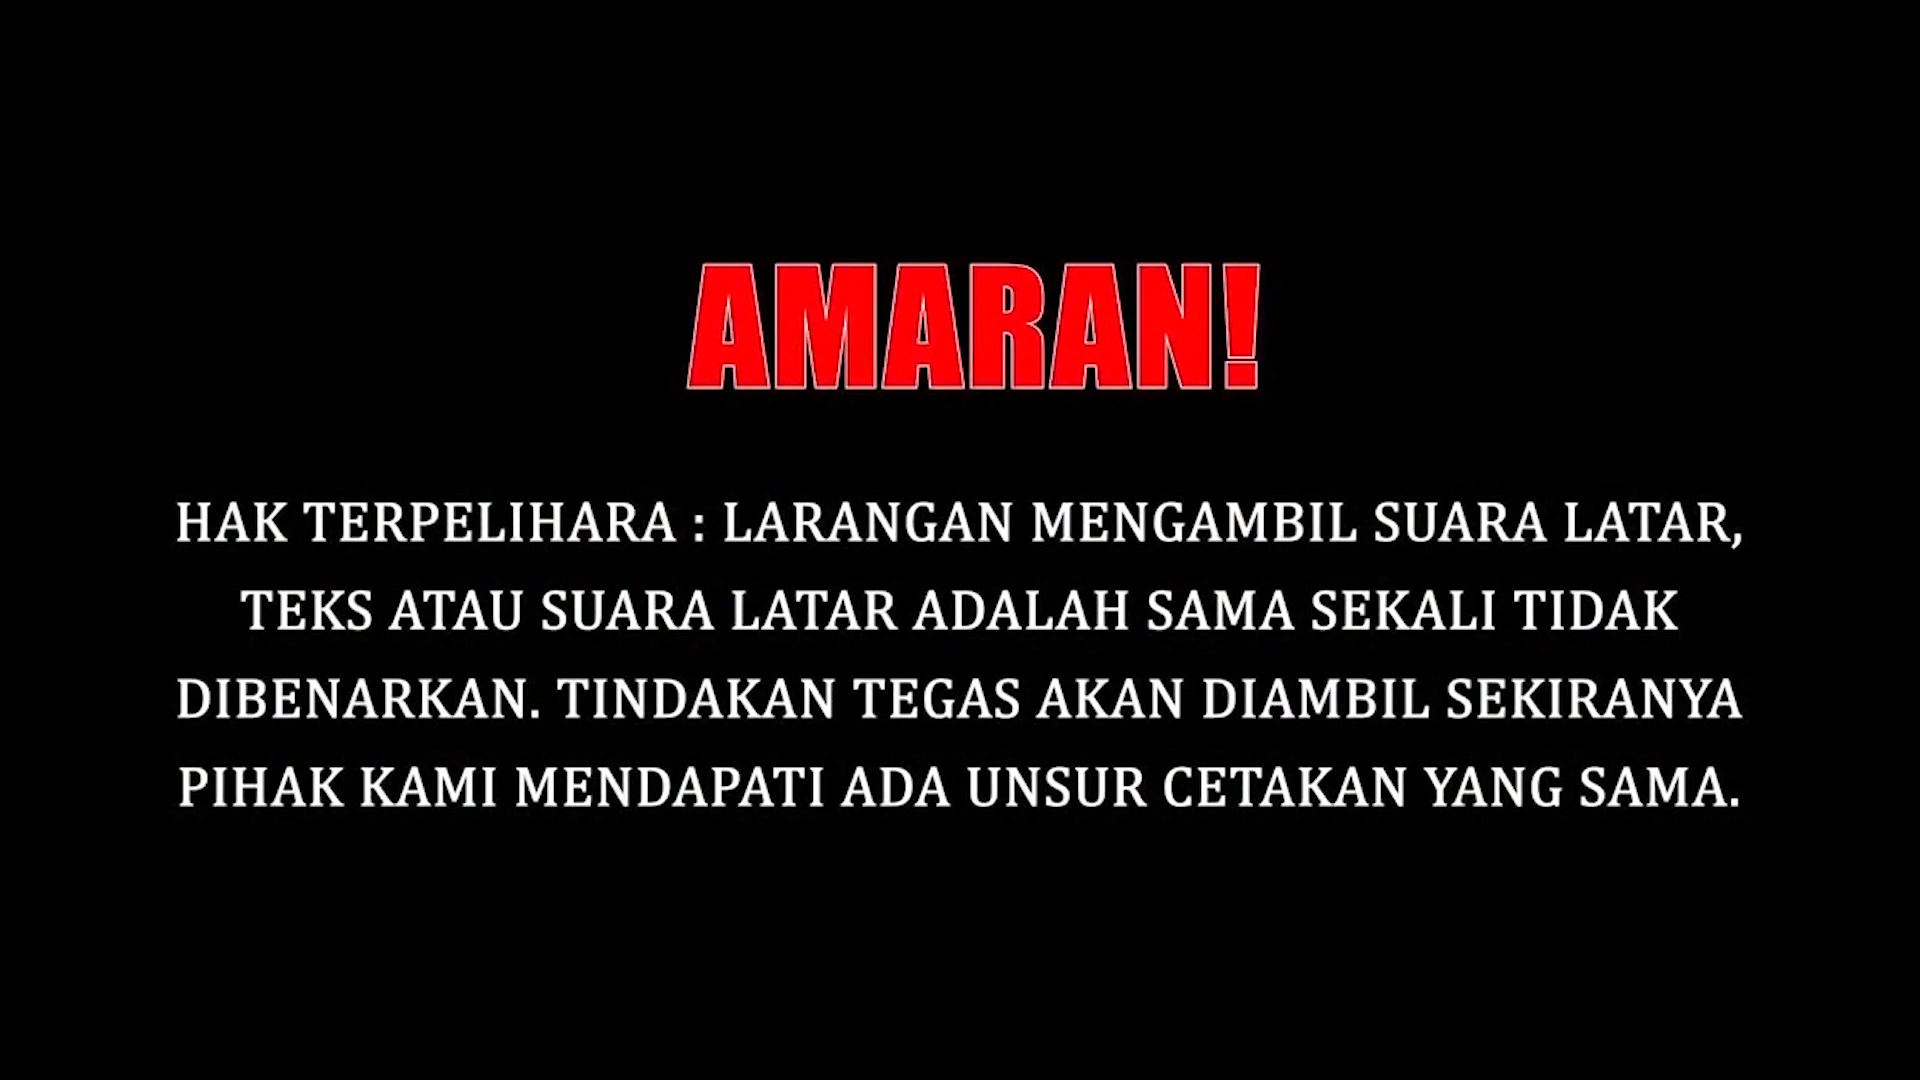 AMARAN!
HAK TERPELIHARA : LARANGAN MENGAMBIL SUARA LATAR,
TEKS ATAU SUARA LATAR ADALAH SAMA SEKALI TIDAK
DIBENARKAN. TINDAKAN TEGAS AKAN DIAMBIL SEKIRANYA
PIHAK KAMI MENDAPATI ADA UNSUR CETAKAN YANG SAMA.